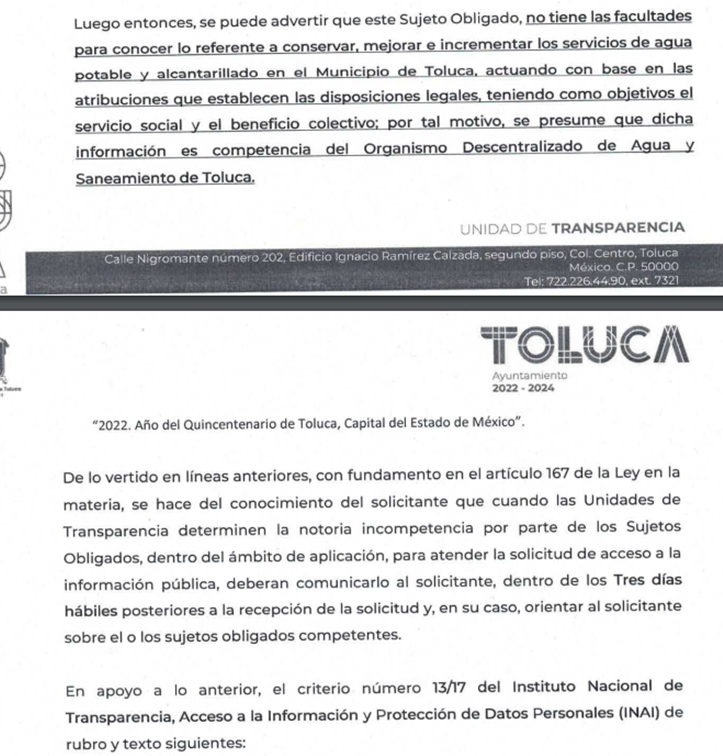 Luego entonces, se puede advertir que este Sujeto Obligado, no tiene las facultades
para conocer lo referente a conservar, mejorar e incrementar los servicios de agua
potable y alcantarillado en el Municipio de Toluca, actuando con base en las
atribuciones que establecen las disposiciones legales, teniendo como objetivos el
servicio social y el beneficio colectivo; por tal motivo, se presume que dicha
información es competencia del Organismo Descentralizado de Agua y
Saneamiento de Toluca.
UNIDAD DE TRANSPARENCIA
Calle Nigromante número 202, Edificio Ignacio Ramírez Calzada, segundo piso, Col. Centro, Toluca
México. C.P. 50000
Tel: 722.226.44.90, ext. 7321
TOLUCA
Ayuntamiento
2022 - 2024
"2022. Año del Quincentenario de Toluca, Capital del Estado de México".
De lo vertido en líneas anteriores, con fundamento en el artículo 167 de la Ley en la
materia, se hace del conocimiento del solicitante que cuando las Unidades de
Transparencia determinen la notoria incompetencia por parte de los Sujetos
Obligados, dentro del ámbito de aplicación, para atender la solicitud de acceso a la
información pública, deberan comunicarlo al solicitante, dentro de los Tres días
hábiles posteriores a la recepción de la solicitud y, en su caso, orientar al solicitante
sobre el o los sujetos obligados competentes.
En apoyo a lo anterior, el criterio número 13/17 del Instituto Nacional de
Transparencia, Acceso a la Información y Protección de Datos Personales (INAI) de
rubro y texto siguientes: